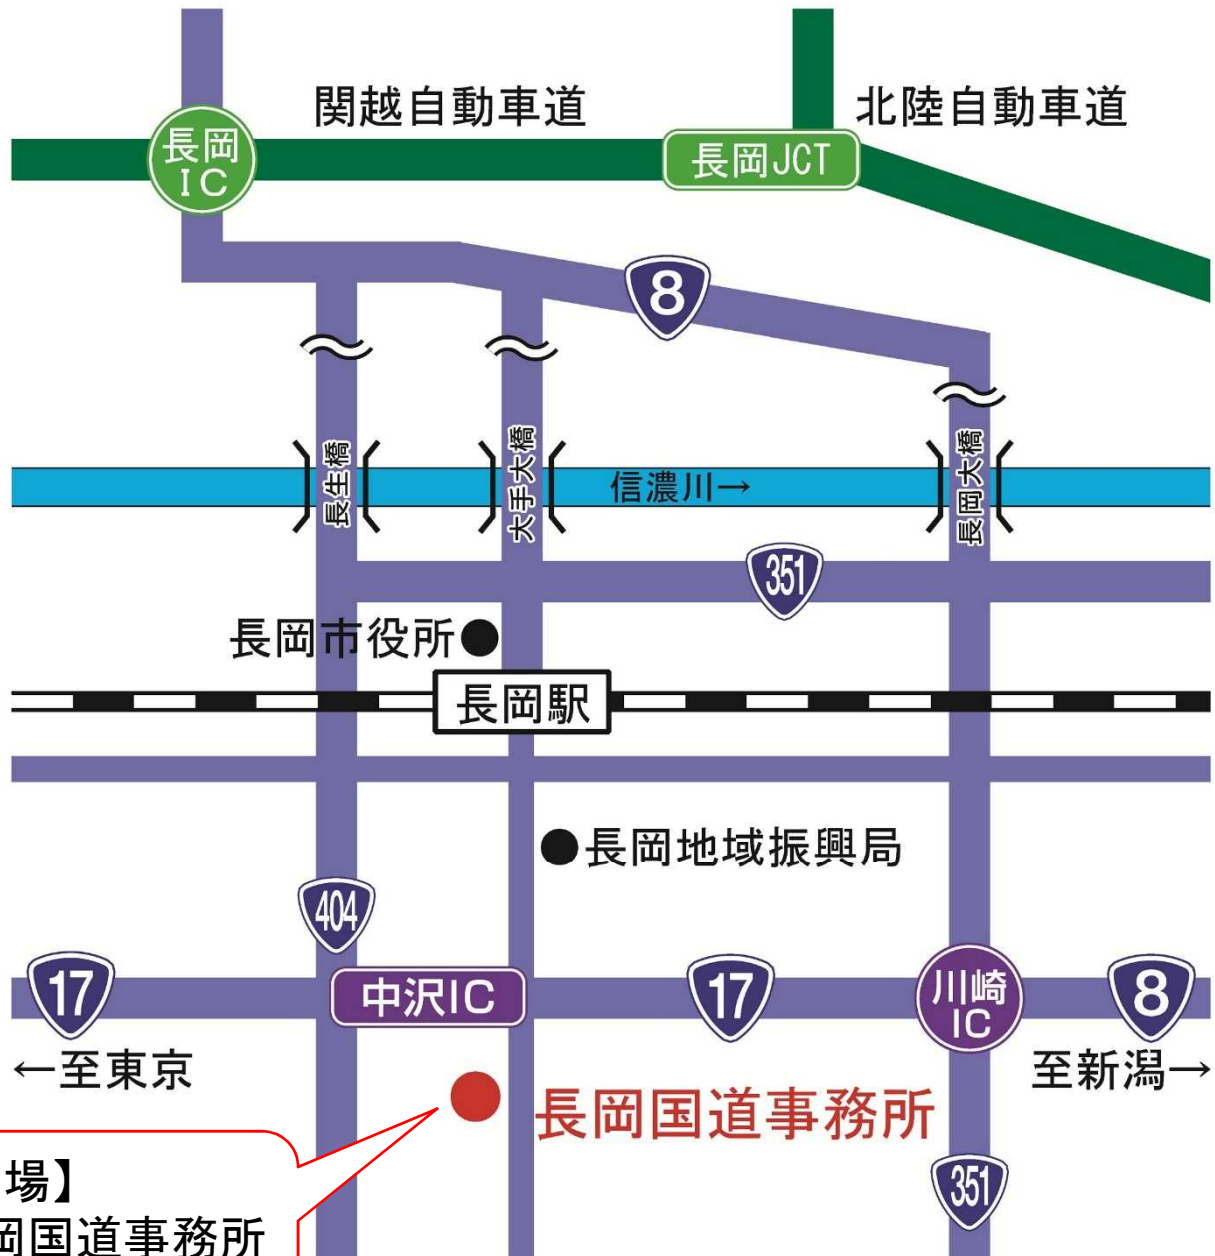 関越自動車道
北陸自動車道
長岡
IC
長岡JCT
8
長生橋
大手大橋
長岡大橋
信濃川→
351
長岡市役所
長岡駅
長岡地域振興局
404
17
中沢IC
17
川崎
IC
8
←至東京
至新潟→
長岡国道事務所
場】
岡国道事務所
351